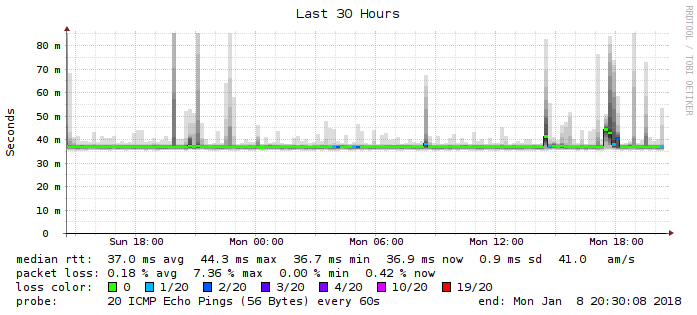 Last 30 Hours
RRDTOOL / TOBI OETIKER
Seconds
80 m
70 m
60 m
50 m
40 m
30 m
20 m
10 m
0
Sun 18:00 Mon 00:00 Mon 06:00 Mon 12:00 Mon 18:00
median rtt: 37.0 ms avg 44.3 ms max 36.7 ms min 36.9 ms now 0.9 ms sd 41.0 am/s
packet loss: 0.18 % avg 7.36 % max 0.00 % min 0.42 % now
loss color: 0 1/20 2/20 3/20 4/20 10/20 19/20
probe: 20 ICMP Echo Pings (56 Bytes) every 60s end: Mon Jan 8 20:30:08 2018